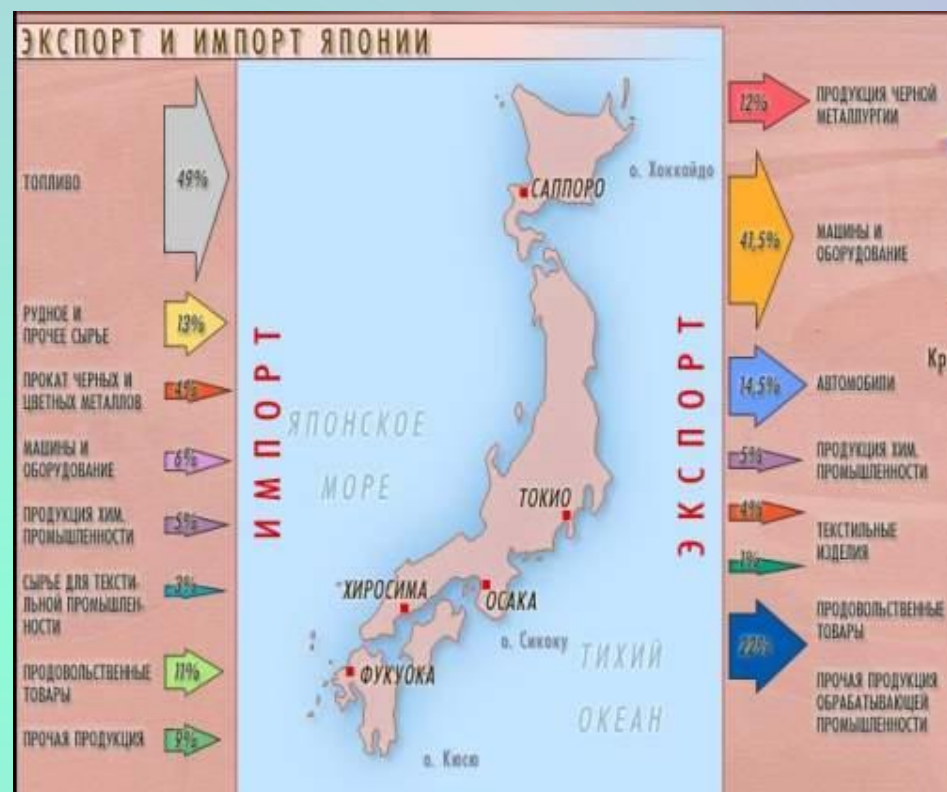 ЭКСПОРТ И ИМПОРТ ЯПОНИИ
ТОПЛИВО
49%
РУДНОЕ И
ПРОЧЕЕ СЫРЬЕ
13%
ПРОКАТ ЧЕРНЫХ И
ЦВЕТНЫХ МЕТАЛЛОВ
4%
МАШИНЫ И
ОБОРУДОВАНИЕ
6%
ПРОДУКЦИЯ ХИМ.
ПРОМЫШЛЕННОСТИ
5%
СЫРЬЕ ДЛЯ ТЕКСТИ-
ЛЬНОЙ ПРОМЫШЛЕН-
НОСТИ
3%
ПРОДОВОЛЬСТВЕННЫЕ
ТОВАРЫ
11%
ПРОЧАЯ ПРОДУКЦИЯ
9%
ИМПОРТ
о. Хоккайдо
САППОРО
ЯПОНСКОЕ
МОРЕ
ТОКИО
ХИРОСИМА
ОСАКА
о. Сикоку
ФУКУОКА
ТИХИЙ
ОКЕАН
о. Кюсю
ЭКСПОРТ
12%
ПРОДУКЦИЯ ЧЕРНОЙ
МЕТАЛЛУРГИИ
41,5%
МАШИНЫ И
ОБОРУДОВАНИЕ
Кр
14,5%
АВТОМОБИЛИ
5%
ПРОДУКЦИЯ ХИМ.
ПРОМЫШЛЕННОСТИ
4%
ТЕКСТИЛЬНЫЕ
ИЗДЕЛИЯ
1%
ПРОДОВОЛЬСТВЕННЫЕ
ТОВАРЫ
22%
ПРОЧАЯ ПРОДУКЦИЯ
ОБРАБАТЫВАЮЩЕЙ
ПРОМЫШЛЕННОСТИ